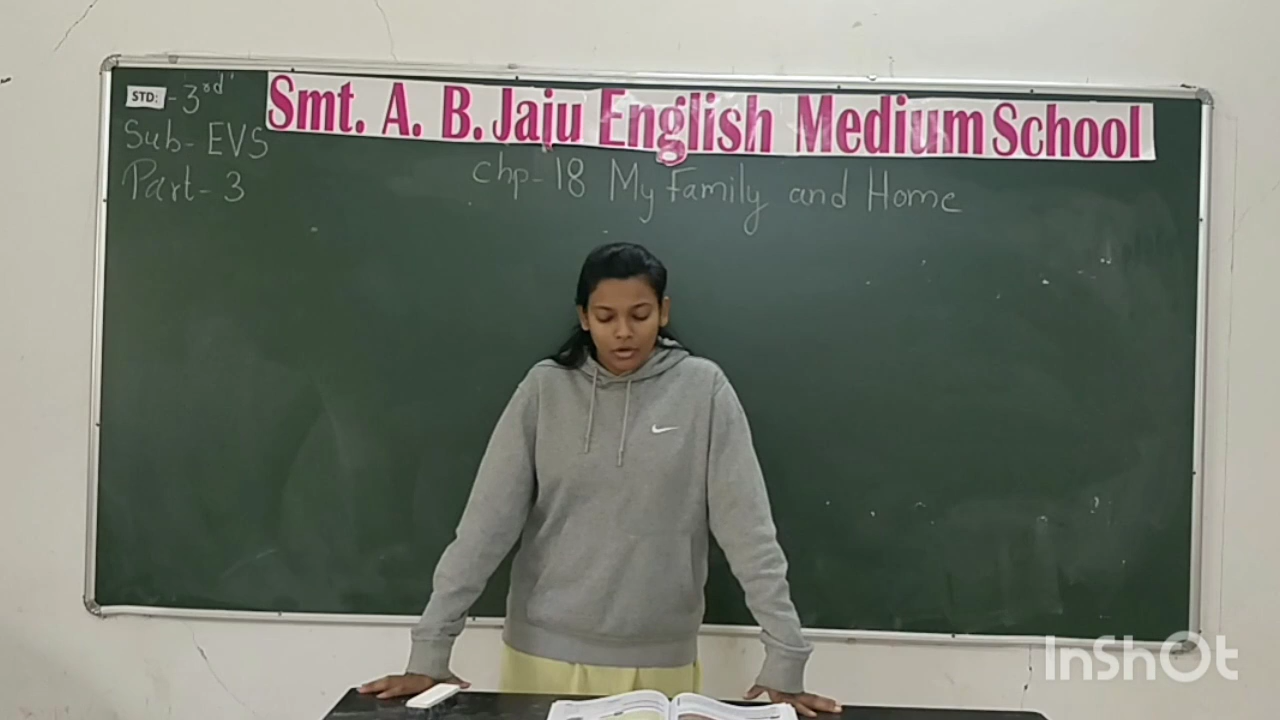 STD: - 3rd
Smt. A. B. Jaju English Medium School
Sub- EVS
Chp- 18 My Family and Home
Part- 3
InShOt